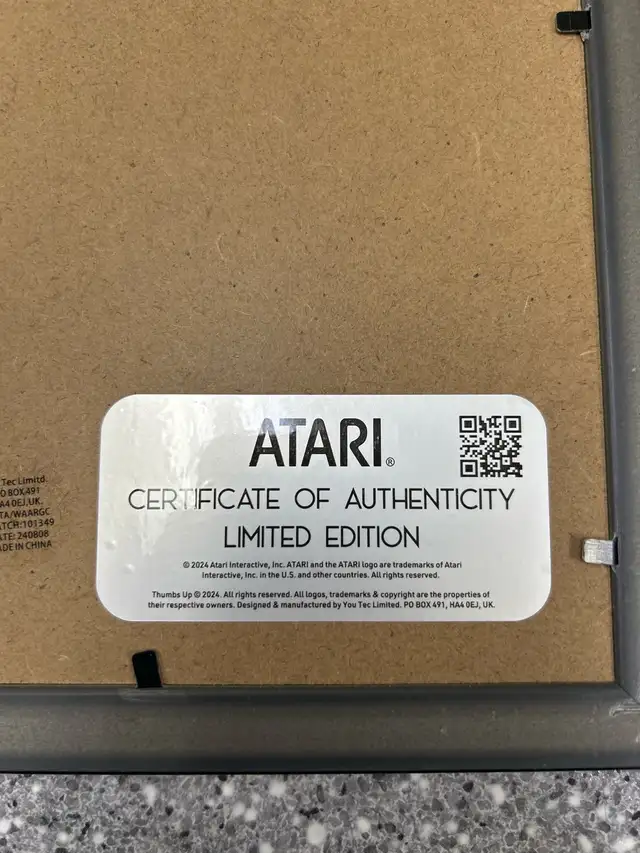 ATARI®
CERTIFICATE OF AUTHENTICITY
LIMITED EDITION
© 2024 Atari Interactive, Inc. ATARI and the ATARI logo are trademarks of Atari
Interactive, Inc. in the U.S. and other countries. All rights reserved.
Thumbs Up © 2024. All rights reserved. All logos, trademarks & copyright are the properties of
their respective owners. Designed & manufactured by You Tec Limited. PO BOX 491, HA4 0EJ, UK.
Tec Limitd
O BOX 491
HA4 0EJ.UK.
TA/WAARGC
ATCH:101349
ATE: 240808
ADE IN CHINA